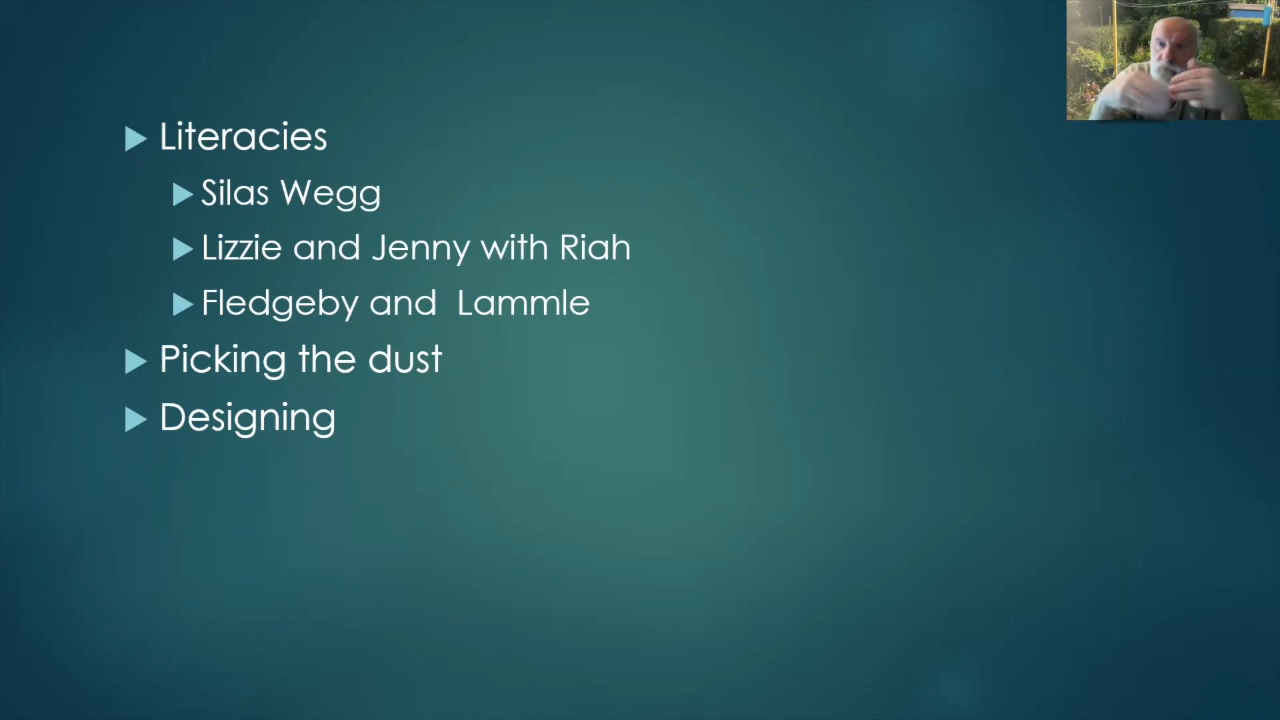 Literacies
Silas Wegg
Lizzie and Jenny with Riah
Fledgeby and  Lammle
Picking the dust
Designing